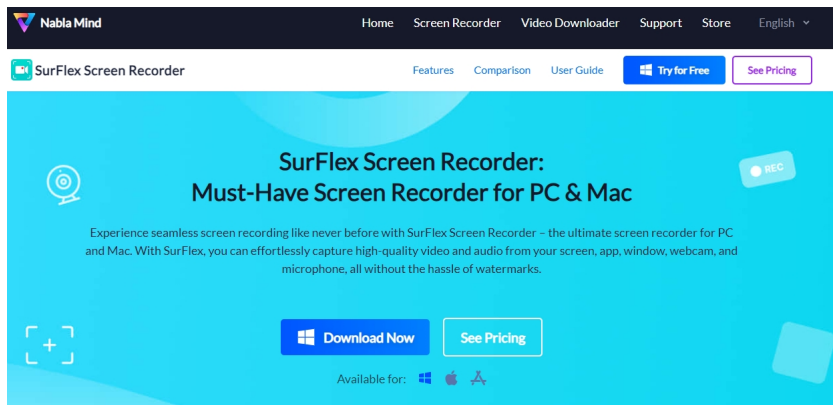 Nabla Mind Home Screen Recorder Video Downloader Support Store English
SurFlex Screen Recorder Features Comparison User Guide Try for Free See Pricing
SurFlex Screen Recorder:
Must-Have Screen Recorder for PC & Mac
REC
Experience seamless screen recording like never before with SurFlex Screen Recorder – the ultimate screen recorder for PC
and Mac. With SurFlex, you can effortlessly capture high-quality video and audio from your screen, app, window, webcam, and
microphone, all without the hassle of watermarks.
Download Now See Pricing
Available for: